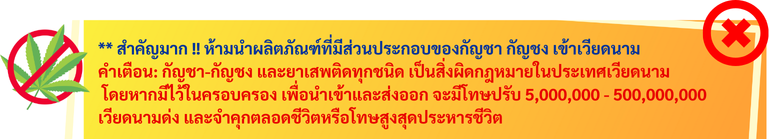 ** สำคัญมาก !! ห้ามนำผลิตภัณฑ์ที่มีส่วนประกอบของกัญชา กัญชง เข้าเวียดนาม
คำเตือน: กัญชา-กัญชง และยาเสพติดทุกชนิด เป็นสิ่งผิดกฎหมายในประเทศเวียดนาม
โดยหากมีไว้ในครอบครอง เพื่อนำเข้าและส่งออก จะมีโทษปรับ 5,000,000 - 500,000,000
เวียดนามด่ง และจำคุกตลอดชีวิตหรือโทษสูงสุดประหารชีวิต